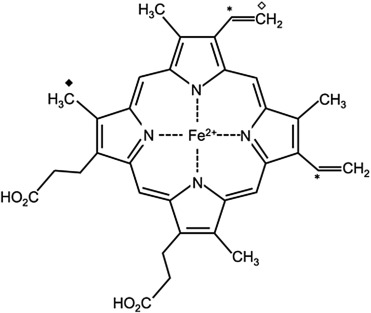 ◇
H₃C * CH₂
◆
H₃C N CH₃
N Fe²⁺ N
N * CH₂
HO₂C CH₃
HO₂C